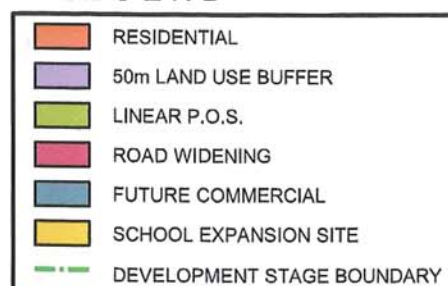 RESIDENTIAL
50m LAND USE BUFFER
LINEAR P.O.S.
ROAD WIDENING
FUTURE COMMERCIAL
SCHOOL EXPANSION SITE
DEVELOPMENT STAGE BOUNDARY